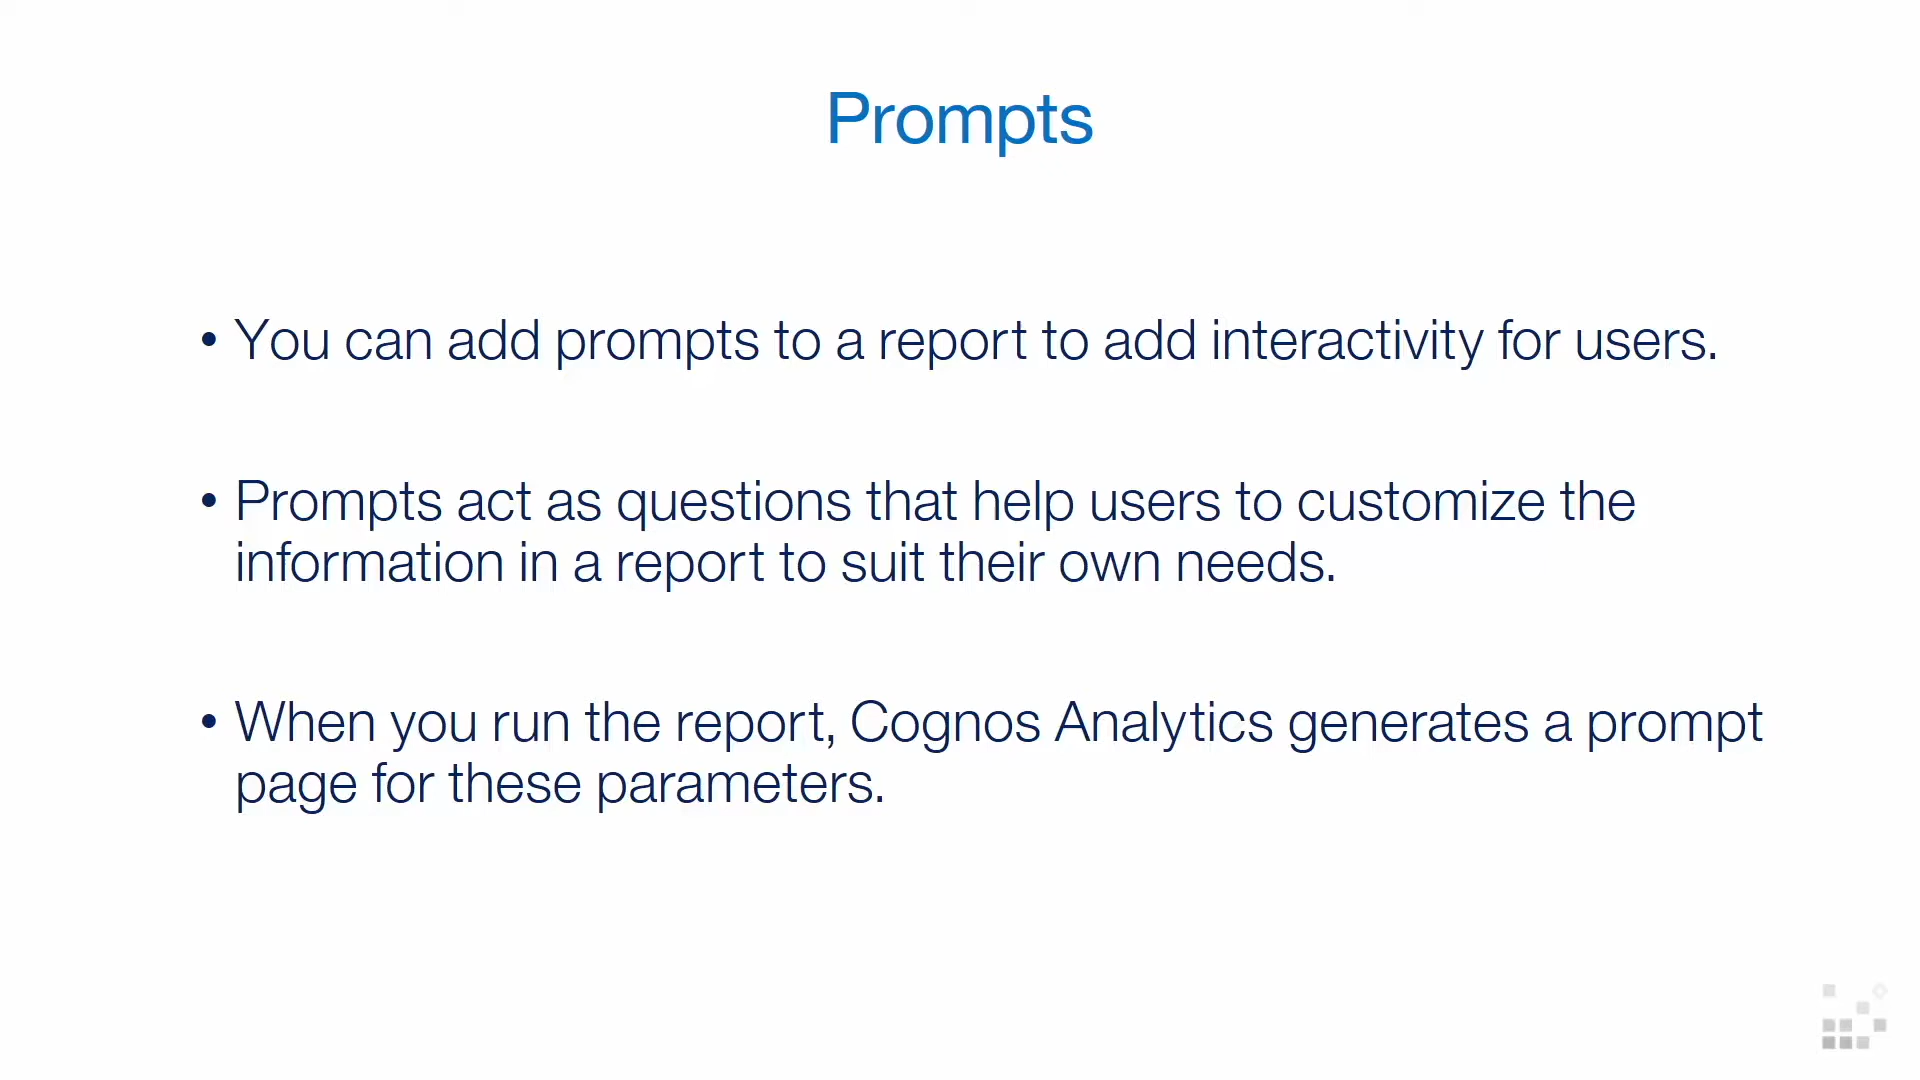 Prompts
• You can add prompts to a report to add interactivity for users.
• Prompts act as questions that help users to customize the
information in a report to suit their own needs.
• When you run the report, Cognos Analytics generates a prompt
page for these parameters.